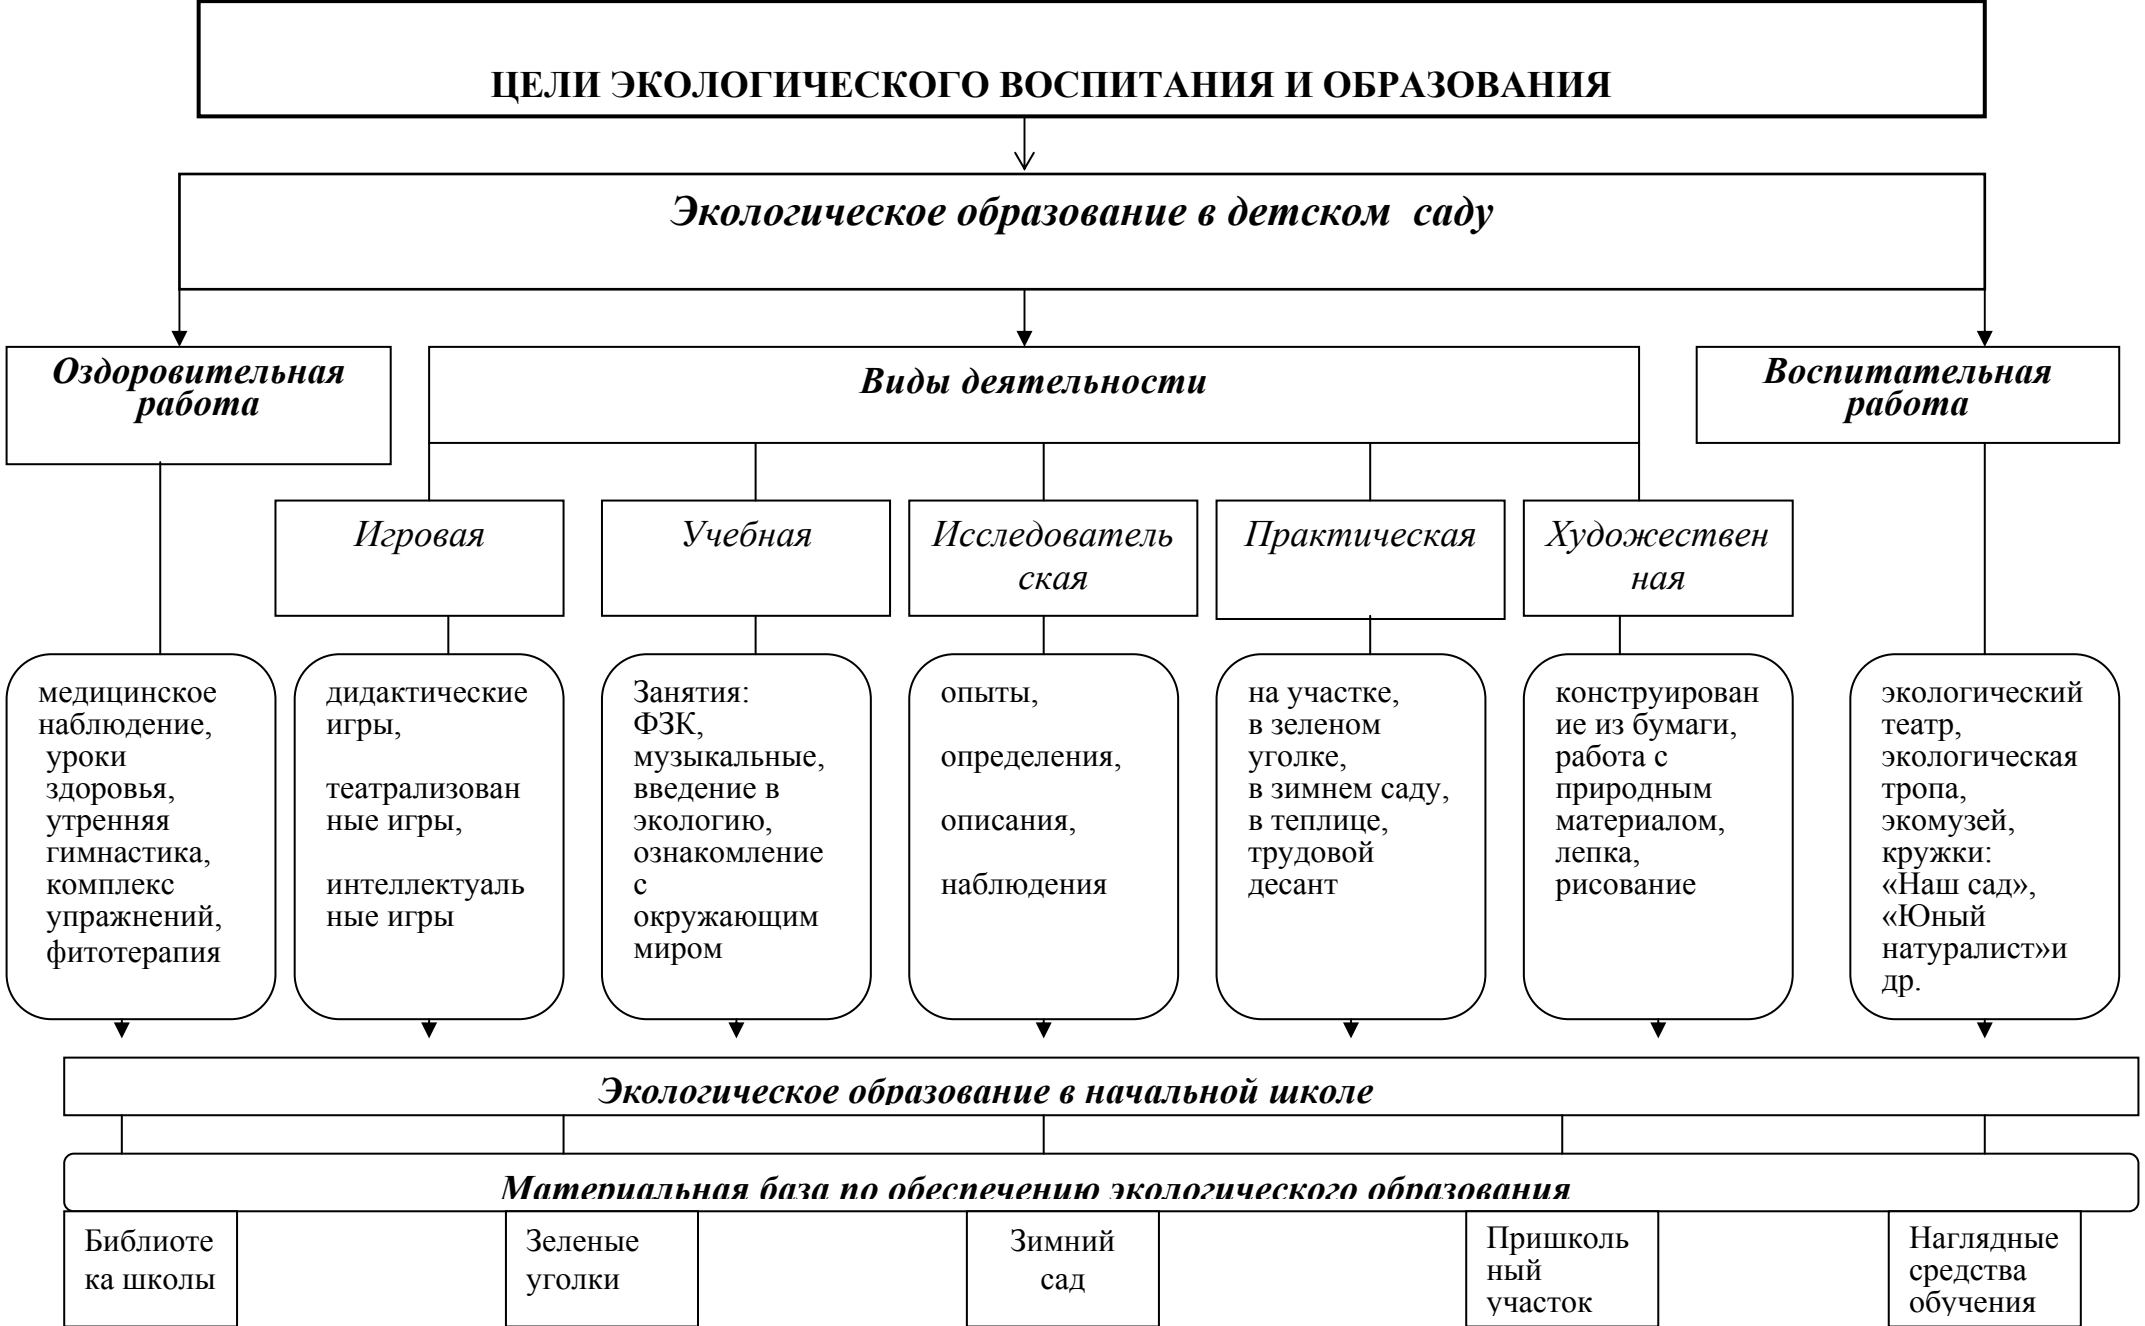 ЦЕЛИ ЭКОЛОГИЧЕСКОГО ВОСПИТАНИЯ И ОБРАЗОВАНИЯ
Экологическое образование в детском саду
Оздоровительная
работа
Виды деятельности
Воспитательная
работа
Игровая
Учебная
Исследователь
ская
Практическая
Художествен
ная
медицинское
наблюдение,
уроки
здоровья,
утренняя
гимнастика,
комплекс
упражнений,
фитотерапия
дидактические
игры,
театрализован
ные игры,
интеллектуаль
ные игры
Занятия:
ФЗК,
музыкальные,
введение в
экологию,
ознакомление
с
окружающим
миром
опыты,
определения,
описания,
наблюдения
на участке,
в зеленом
уголке,
в зимнем саду,
в теплице,
трудовой
десант
конструирован
ие из бумаги,
работа с
природным
материалом,
лепка,
рисование
экологический
театр,
экологическая
тропа,
экомузей,
кружки:
«Наш сад»,
«Юный
натуралист»и
др.
Экологическое образование в начальной школе
Материальная база по обеспечению экологического образования
Библиоте
ка школы
Зеленые
уголки
Зимний
сад
Пришколь
ный
участок
Наглядные
средства
обучения